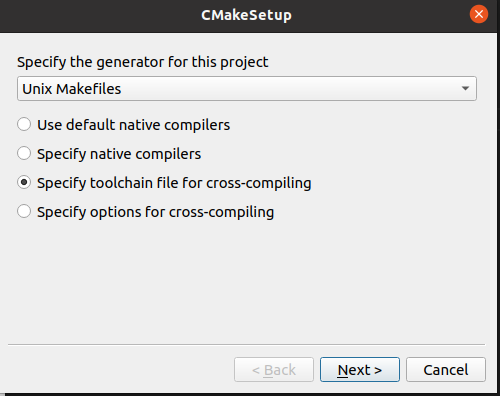 CMakeSetup
Specify the generator for this project
Unix Makefiles
Use default native compilers
Specify native compilers
Specify toolchain file for cross-compiling
Specify options for cross-compiling
< Back Next > Cancel